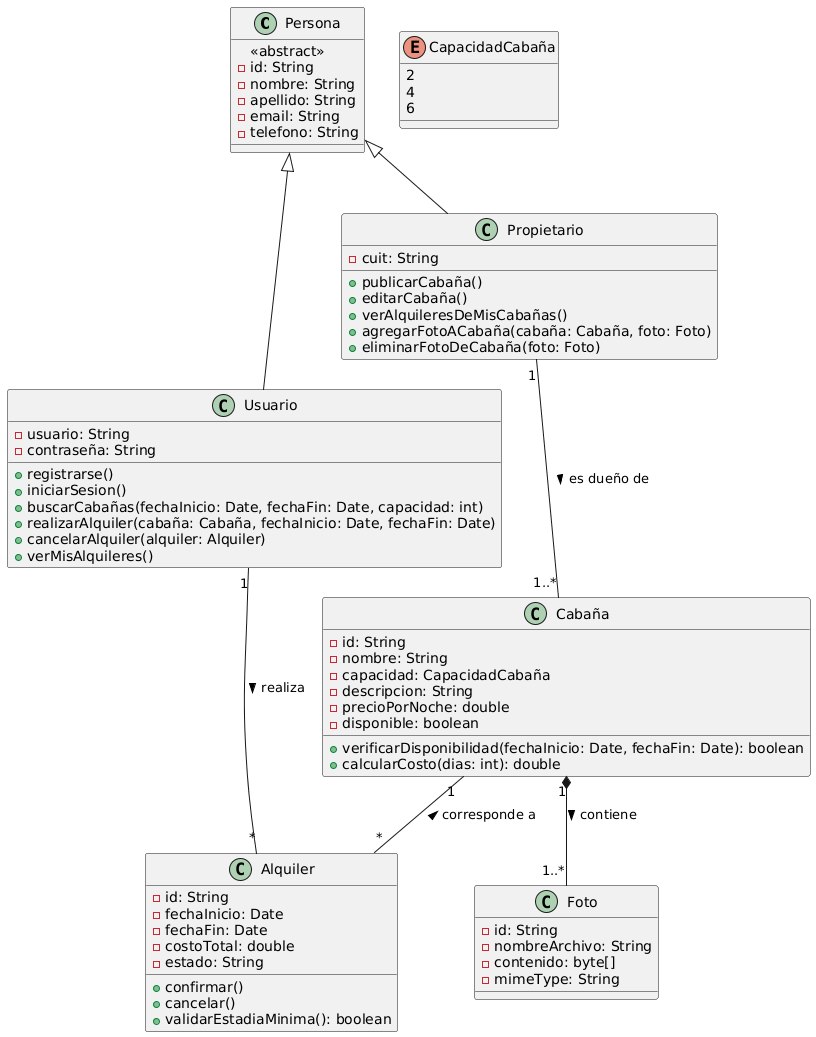 C Persona
«abstract»
id: String
nombre: String
apellido: String
email: String
telefono: String
E CapacidadCabaña
2
4
6
C Propietario
cuit: String
publicarCabaña()
editarCabaña()
verAlquileresDeMisCabañas()
agregarFotoACabaña(cabaña: Cabaña, foto: Foto)
eliminarFotoDeCabaña(foto: Foto)
C Usuario
usuario: String
contraseña: String
registrarse()
iniciarSesion()
buscarCabañas(fechaInicio: Date, fechaFin: Date, capacidad: int)
realizarAlquiler(cabaña: Cabaña, fechaInicio: Date, fechaFin: Date)
cancelarAlquiler(alquiler: Alquiler)
verMisAlquileres()
1
es dueño de
1..*
1
realiza
*
C Cabaña
id: String
nombre: String
capacidad: CapacidadCabaña
descripcion: String
precioPorNoche: double
disponible: boolean
verificarDisponibilidad(fechaInicio: Date, fechaFin: Date): boolean
calcularCosto(dias: int): double
1
corresponde a
*
1
contiene
1..*
C Alquiler
id: String
fechaInicio: Date
fechaFin: Date
costoTotal: double
estado: String
confirmar()
cancelar()
validarEstadiaMinima(): boolean
C Foto
id: String
nombreArchivo: String
contenido: byte[]
mimeType: String